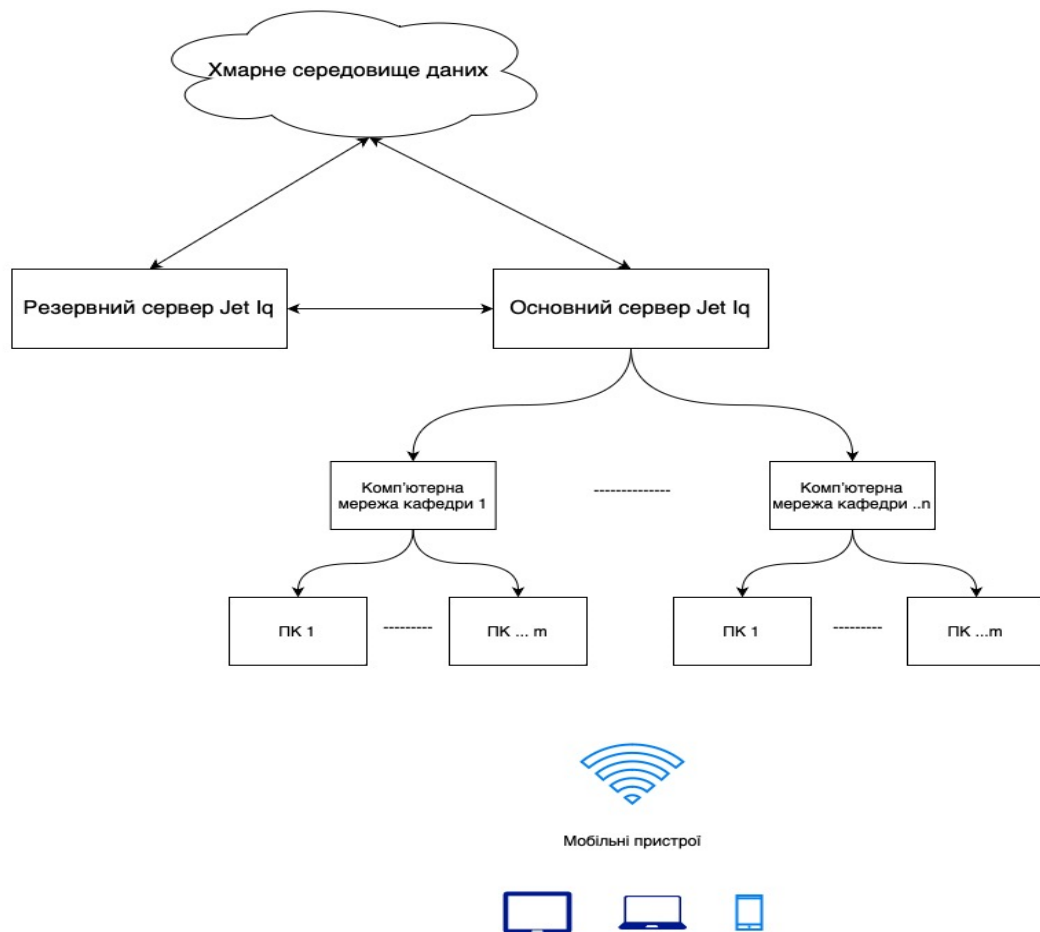 Хмарне середовище даних
Резервний сервер Jet Iq
Основний сервер Jet Iq
Комп'ютерна
мережа кафедри 1
--------------
Комп'ютерна
мережа кафедри ..n
ПК 1
---------
ПК ... m
ПК 1
---------
ПК ...m
Мобільні пристрої